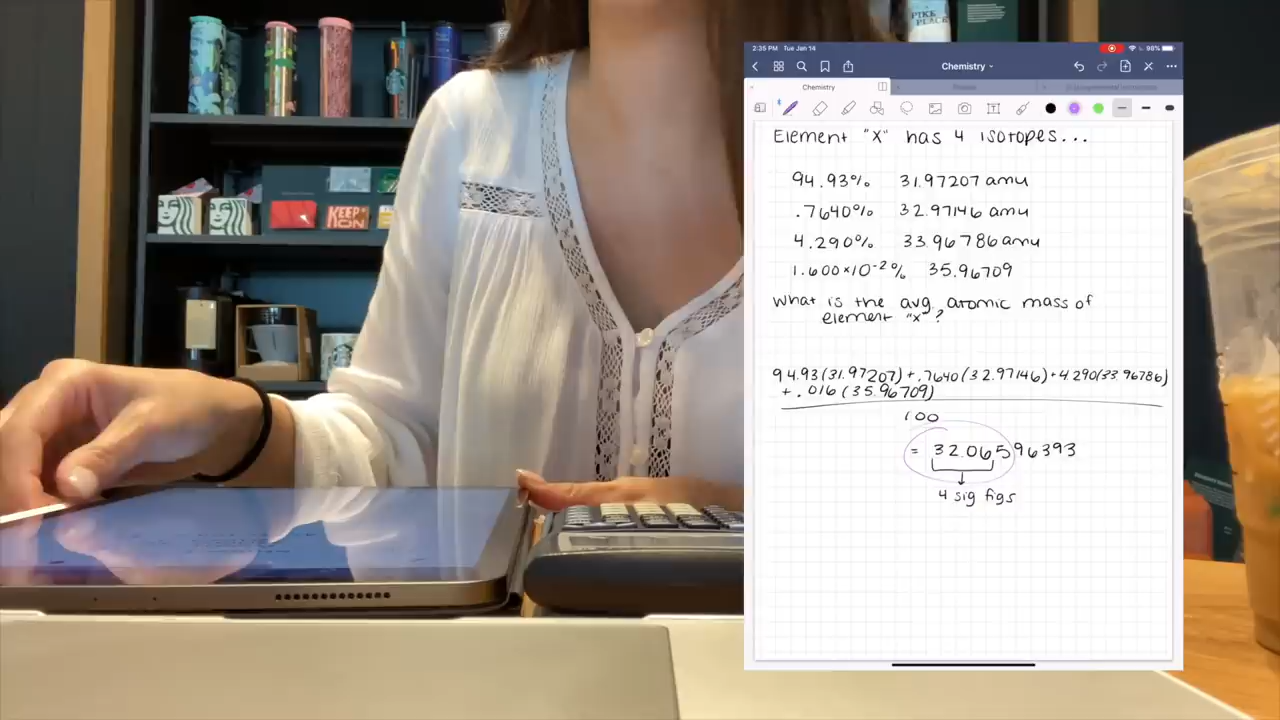 PIKE
PLACE
KEEP
ON
2:35 PM Tue Jan 14
98%
Chemistry
Chemistry
Element "X" has 4 isotopes...
94.93% 31.97207 amu
.7640% 32.97146 amu
4.290% 33.96786 amu
1.600×10⁻²% 35.96709
What is the avg. atomic mass of
element "X"?
94.93(31.97207) + .7640(32.97146) + 4.290(33.96786)
+ .016(35.96709)
100
= 32.06596393
4 sig figs